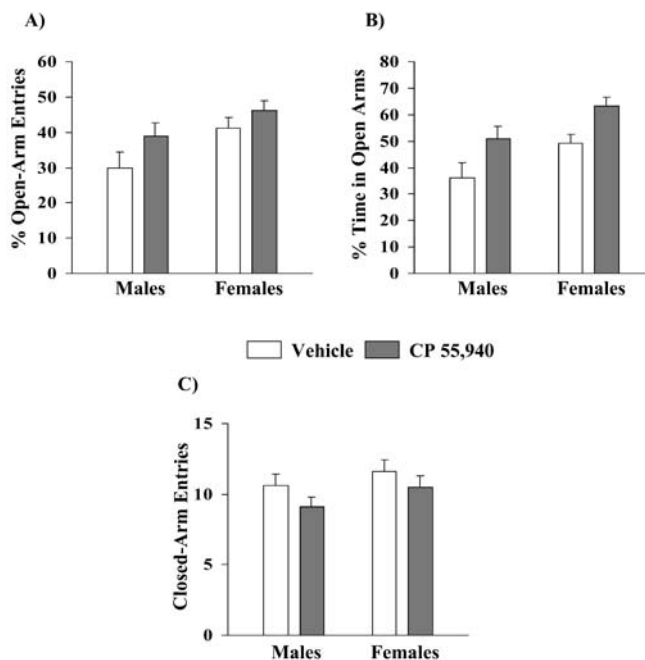 A)
% Open-Arm Entries
60
50
40
30
20
10
0
Males Females
B)
% Time in Open Arms
80
70
60
50
40
30
20
10
0
Males Females
Vehicle CP 55,940
C)
Closed-Arm Entries
15
10
5
0
Males Females